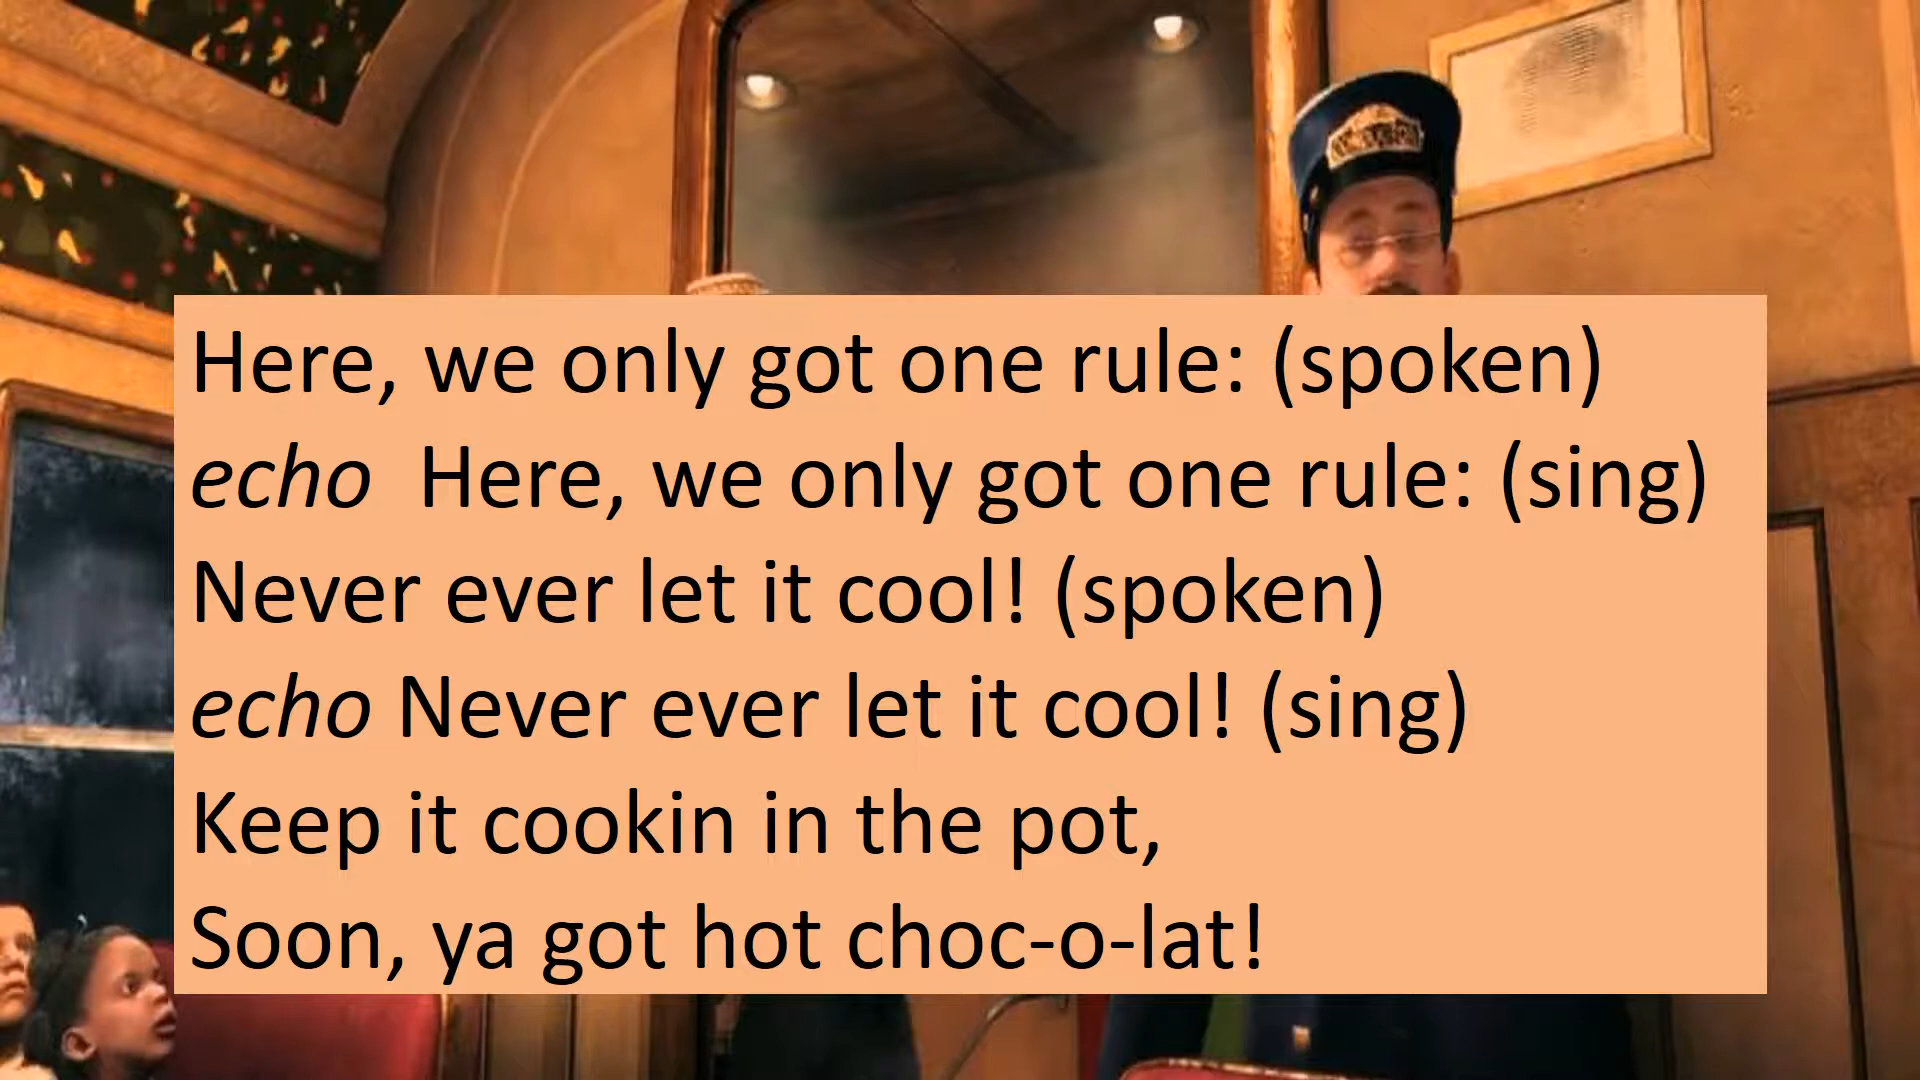 Here, we only got one rule: (spoken)
echo  Here, we only got one rule: (sing)
Never ever let it cool! (spoken)
echo Never ever let it cool! (sing)
Keep it cookin in the pot,
Soon, ya got hot choc-o-lat!